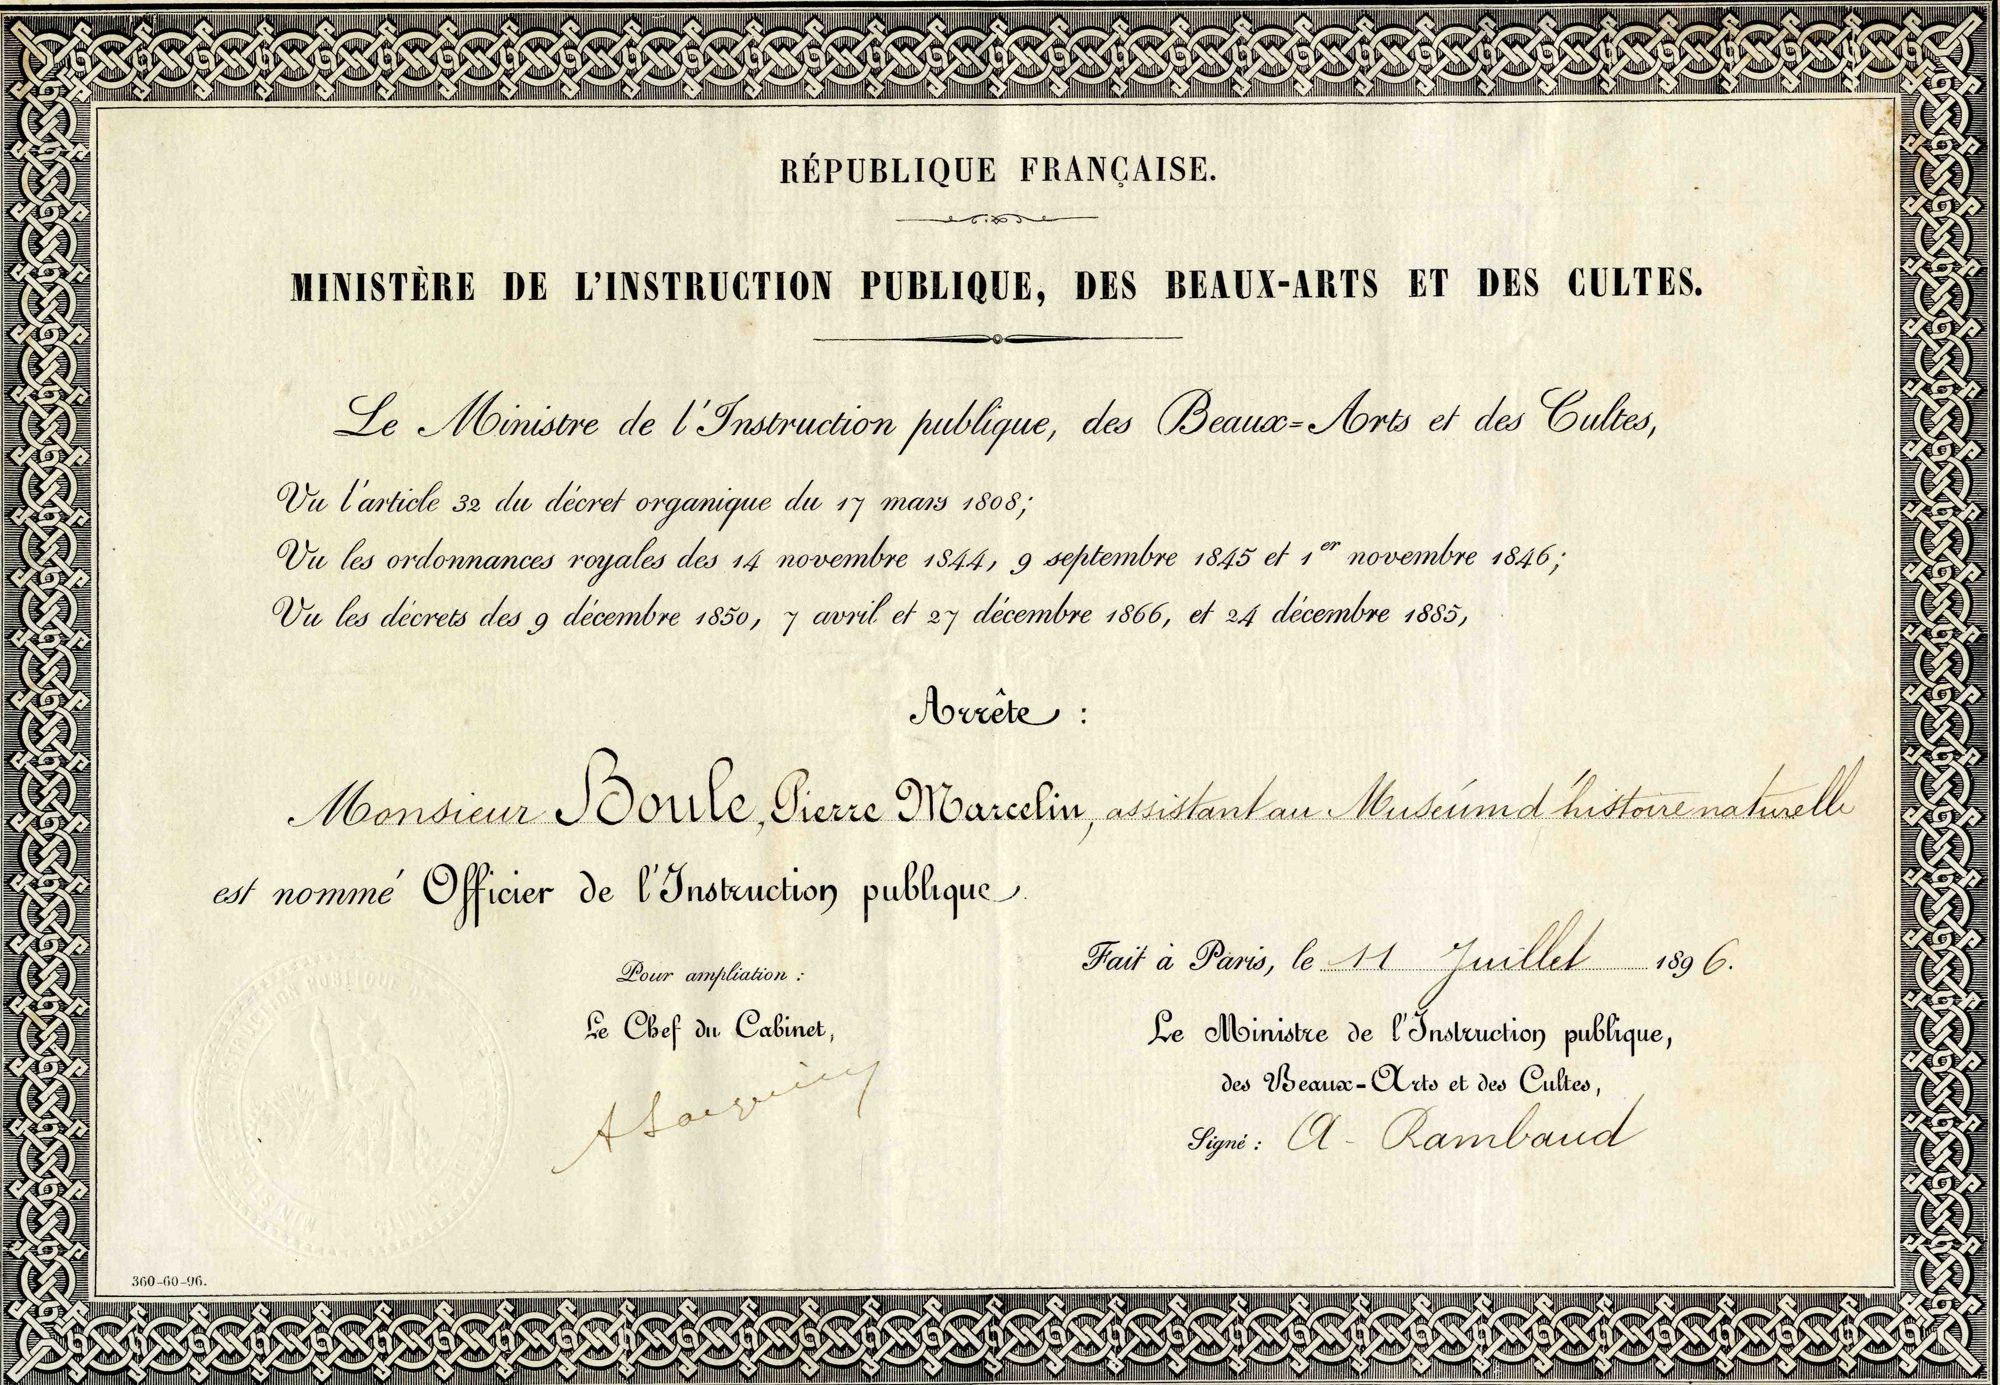 RÉPUBLIQUE FRANÇAISE.
MINISTÈRE DE L'INSTRUCTION PUBLIQUE, DES BEAUX-ARTS ET DES CULTES.
Le Ministre de l'Instruction publique, des Beaux-Arts et des Cultes,
Vu l'article 32 du décret organique du 17 mars 1808;
Vu les ordonnances royales des 14 novembre 1844, 9 septembre 1845 et 1er novembre 1846;
Vu les décrets des 9 décembre 1850, 7 avril et 27 décembre 1866, et 24 décembre 1885,
Arrête :
Monsieur Boule, Pierre Marcelin, assistant au Muséum d'histoire naturelle
est nommé Officier de l'Instruction publique.
Fait à Paris, le 11 Juillet 1896.
Pour ampliation :
Le Chef du Cabinet,
Le Ministre de l'Instruction publique,
des Beaux-Arts et des Cultes,
Signé : A. Rambaud
360-60-96.